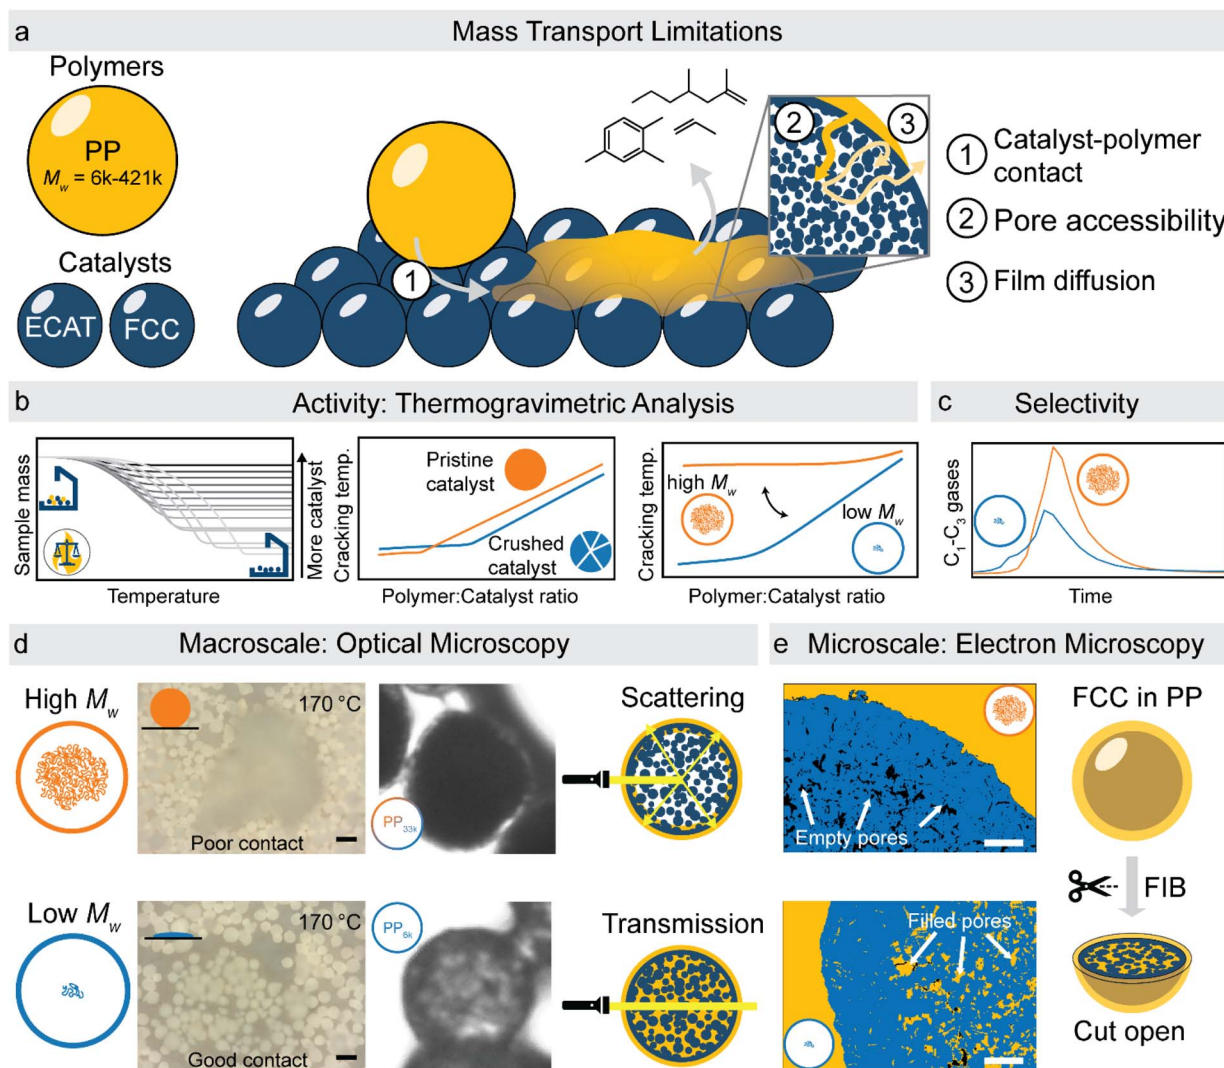 a
Mass Transport Limitations
Polymers
PP
Mw = 6k-421k
Catalysts
ECAT
FCC
1
2
3
1 Catalyst-polymer
contact
2 Pore accessibility
3 Film diffusion
b
Activity: Thermogravimetric Analysis
Sample mass
Temperature
More catalyst
Cracking temp.
Pristine
catalyst
Crushed
catalyst
Polymer:Catalyst ratio
Cracking temp.
high Mw
low Mw
Polymer:Catalyst ratio
c
Selectivity
C1-C3 gases
Time
d
Macroscale: Optical Microscopy
High Mw
170 °C
Poor contact
PP33k
Scattering
Low Mw
170 °C
Good contact
PP6k
Transmission
e
Microscale: Electron Microscopy
Empty pores
Filled pores
FCC in PP
FIB
Cut open